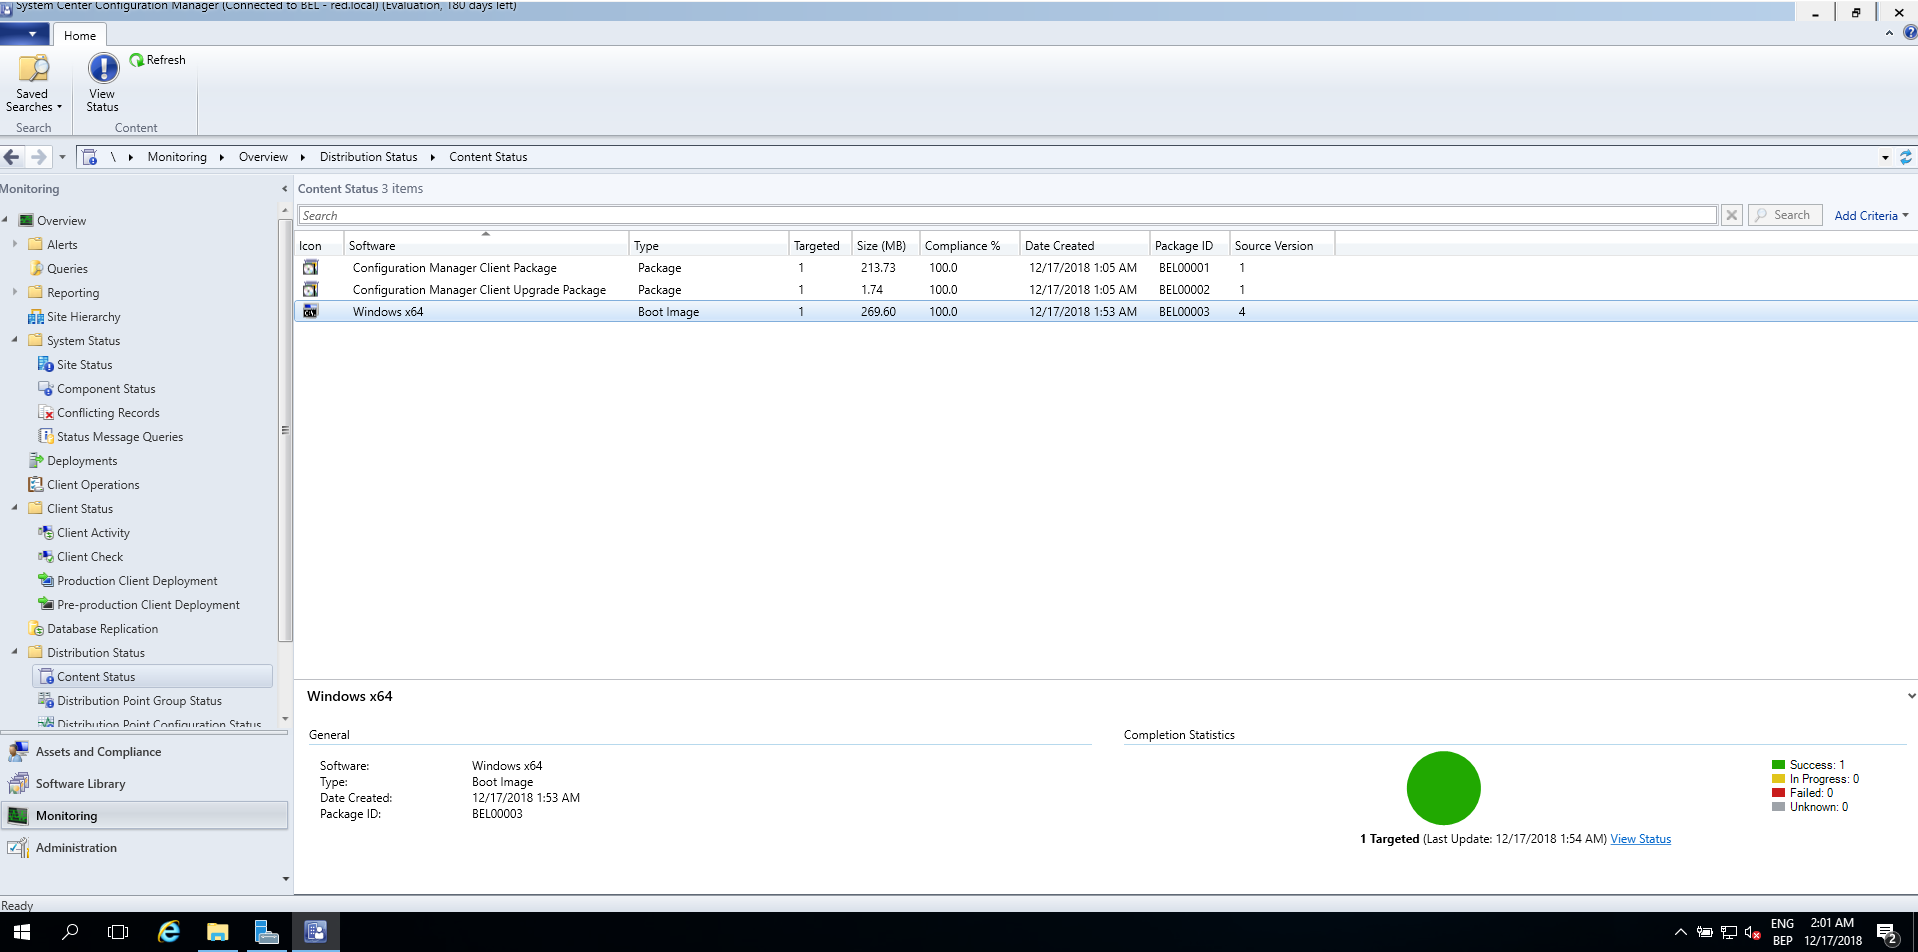 System Center Configuration Manager (Connected to BEL - red.local) (Evaluation, 180 days left)
Home
Saved Searches
View Status
Refresh
Search
Content
\ Monitoring Overview Distribution Status Content Status
Monitoring
Overview
Alerts
Queries
Reporting
Site Hierarchy
System Status
Site Status
Component Status
Conflicting Records
Status Message Queries
Deployments
Client Operations
Client Status
Client Activity
Client Check
Production Client Deployment
Pre-production Client Deployment
Database Replication
Distribution Status
Content Status
Distribution Point Group Status
Distribution Point Configuration Status
Assets and Compliance
Software Library
Monitoring
Administration
Content Status 3 items
Search
Search Add Criteria
Icon Software Type Targeted Size (MB) Compliance % Date Created Package ID Source Version
Configuration Manager Client Package Package 1 213.73 100.0 12/17/2018 1:05 AM BEL00001 1
Configuration Manager Client Upgrade Package Package 1 1.74 100.0 12/17/2018 1:05 AM BEL00002 1
Windows x64 Boot Image 1 269.60 100.0 12/17/2018 1:53 AM BEL00003 4
Windows x64
General
Software: Windows x64
Type: Boot Image
Date Created: 12/17/2018 1:53 AM
Package ID: BEL00003
Completion Statistics
Success: 1
In Progress: 0
Failed: 0
Unknown: 0
1 Targeted (Last Update: 12/17/2018 1:54 AM) View Status
Ready
ENG
BEP
2:01 AM
12/17/2018
2